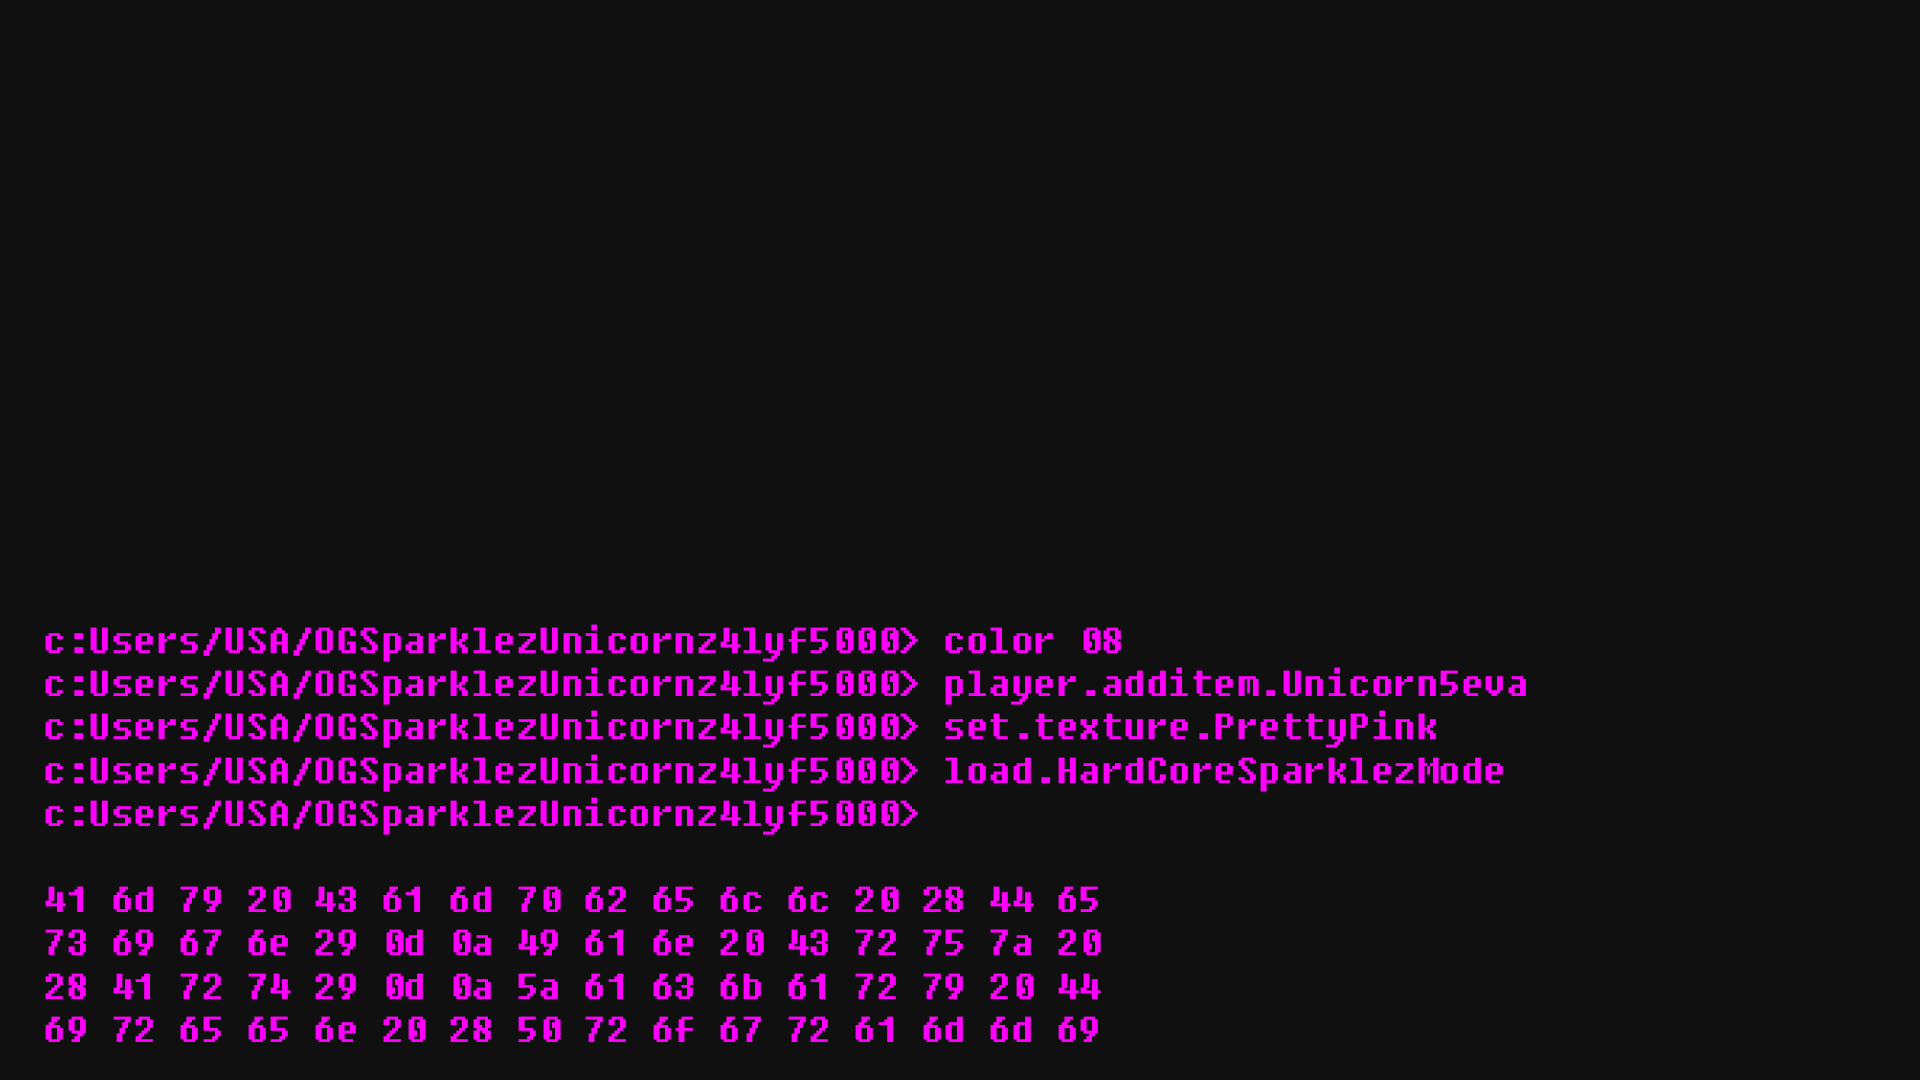 c:Users/USA/OGSparklezUnicornz4lyf5000> color 08
c:Users/USA/OGSparklezUnicornz4lyf5000> player.additem.Unicorn5eva
c:Users/USA/OGSparklezUnicornz4lyf5000> set.texture.PrettyPink
c:Users/USA/OGSparklezUnicornz4lyf5000> load.HardCoreSparklezMode
c:Users/USA/OGSparklezUnicornz4lyf5000>
41 6d 79 20 43 61 6d 70 62 65 6c 6c 20 28 44 65
73 69 67 6e 29 0d 0a 49 61 6e 20 43 72 75 7a 20
28 41 72 74 29 0d 0a 5a 61 63 6b 61 72 79 20 44
69 72 65 65 6e 20 28 50 72 6f 67 72 61 6d 6d 69